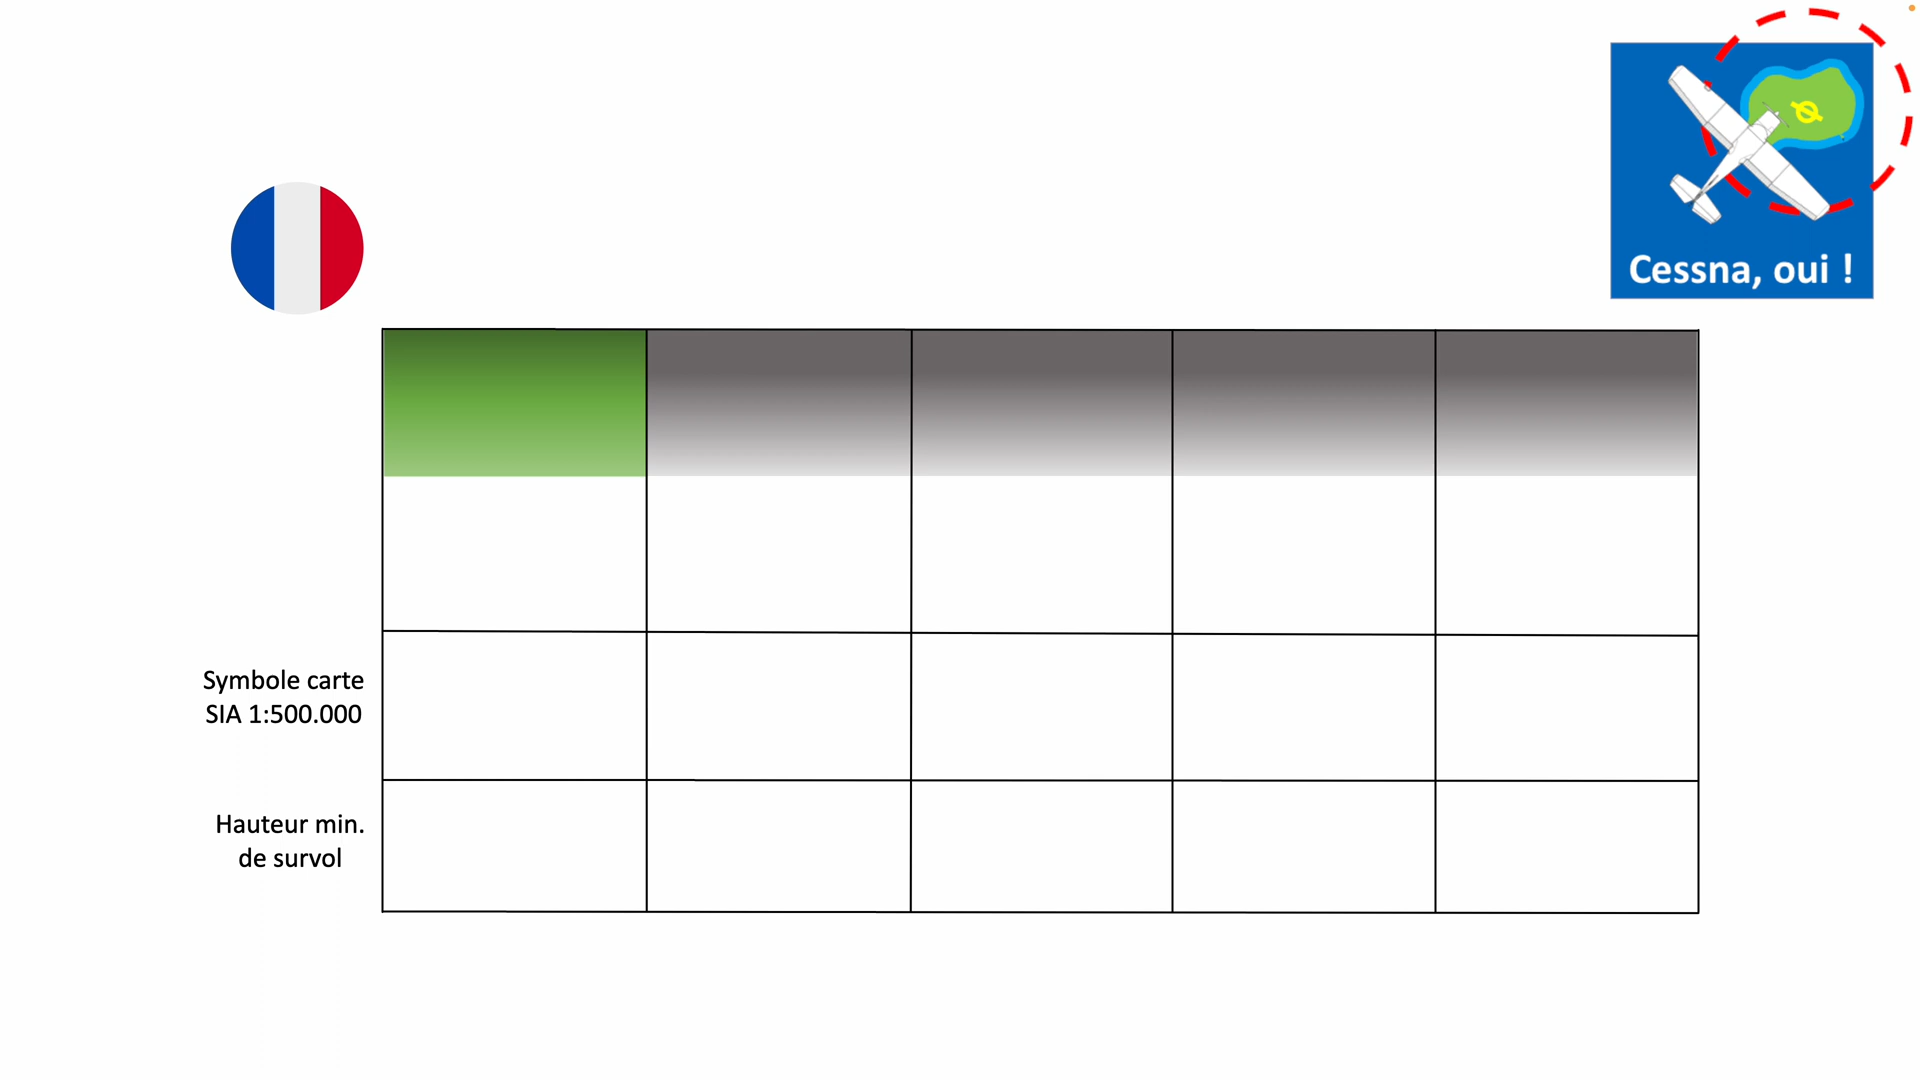 Cessna, oui !
Symbole carte
SIA 1:500.000
Hauteur min.
de survol